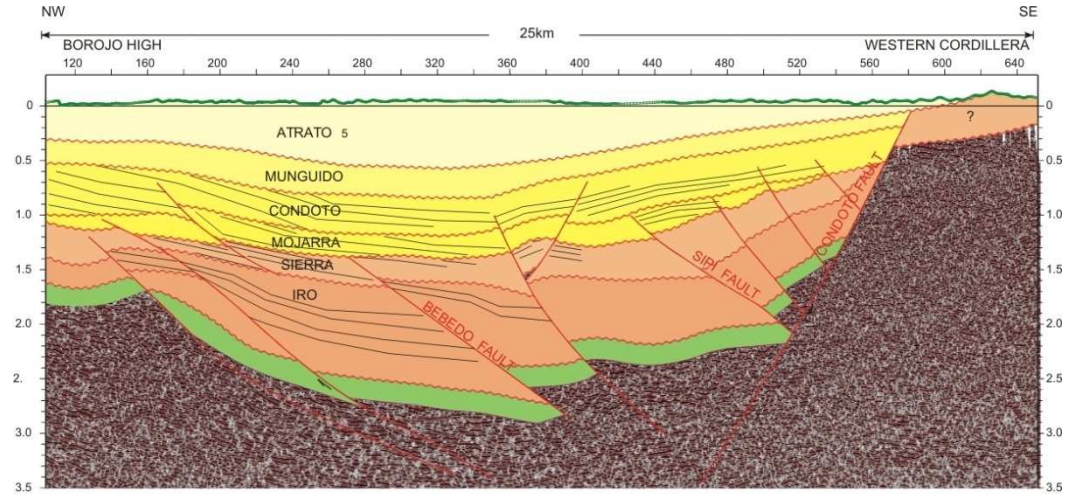 NW SE
25km
BOROJO HIGH WESTERN CORDILLERA
120 160 200 240 280 320 360 400 440 480 520 560 600 640
0 0
?
ATRATO 5
0.5 0.5
MUNGUIDO
CONDOTO
1.0 1.0
MOJARRA
CONDOTO FAULT
SIERRA
SIPI FAULT
1.5 1.5
IRO
BEBEDO FAULT
2.0 2.0
2. 2.5
3.0 3.0
3.5 3.5